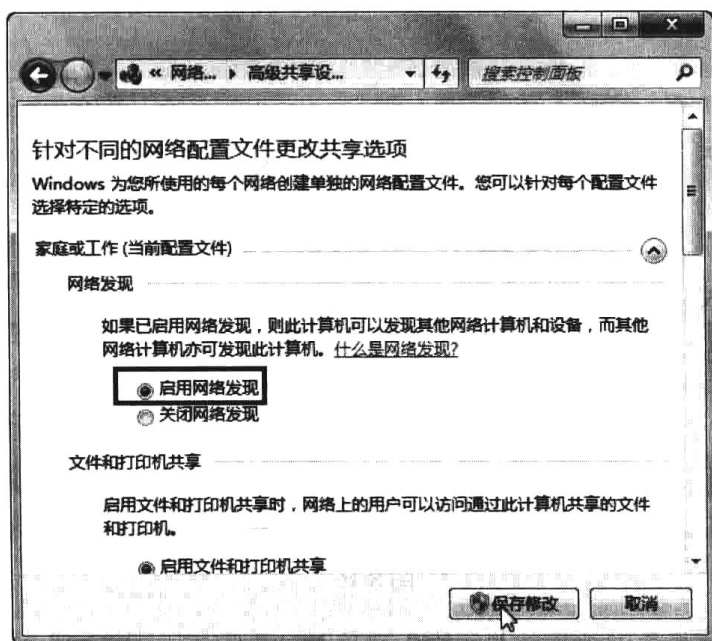 « 网络... ▸ 高级共享设...
搜索控制面板
针对不同的网络配置文件更改共享选项
Windows 为您所使用的每个网络创建单独的网络配置文件。您可以针对每个配置文件
选择特定的选项。
家庭或工作 (当前配置文件)
网络发现
如果已启用网络发现，则此计算机可以发现其他网络计算机和设备，而其他
网络计算机亦可发现此计算机。什么是网络发现?
启用网络发现
关闭网络发现
文件和打印机共享
启用文件和打印机共享时，网络上的用户可以访问通过此计算机共享的文件
和打印机。
启用文件和打印机共享
保存修改
取消